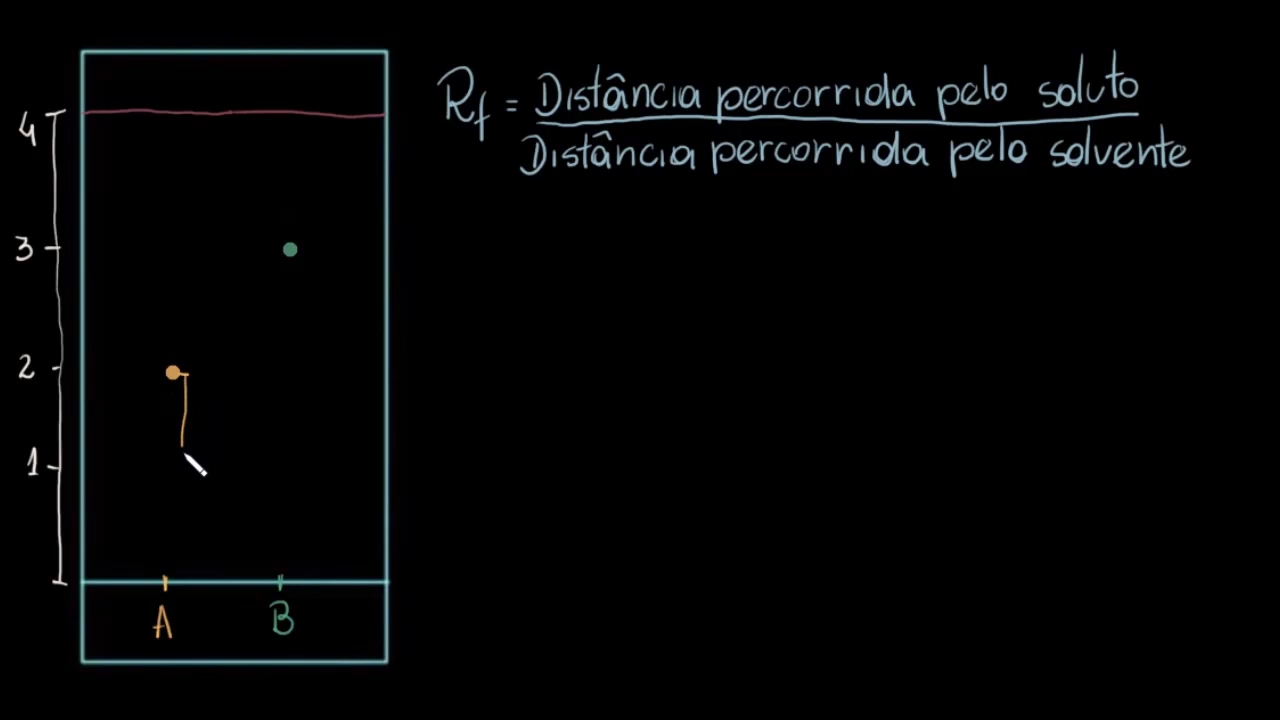 Rf = Distância percorrida pelo soluto
Distância percorrida pelo solvente
4
3
2
1
A B